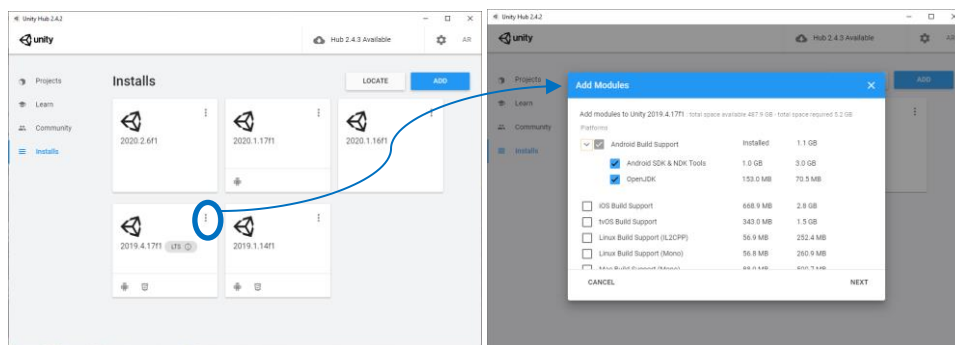 Unity Hub 2.4.2
unity
Hub 2.4.3 Available
AR
Projects
Learn
Community
Installs
Installs
LOCATE
ADD
2020.2.6f1
2020.1.17f1
2020.1.16f1
2019.4.17f1 LTS
2019.1.14f1
Unity Hub 2.4.2
unity
Hub 2.4.3 Available
AR
Projects
Learn
Community
Installs
ADD
Add Modules
Add modules to Unity 2019.4.17f1 : total space available 487.9 GB - total space required 5.2 GB
Platforms
Android Build Support Installed 1.1 GB
Android SDK & NDK Tools 1.0 GB 3.0 GB
OpenJDK 153.0 MB 70.5 MB
iOS Build Support 668.9 MB 2.8 GB
tvOS Build Support 343.0 MB 1.5 GB
Linux Build Support (IL2CPP) 56.9 MB 252.4 MB
Linux Build Support (Mono) 56.8 MB 260.9 MB
Mac Build Support (Mono)
CANCEL
NEXT